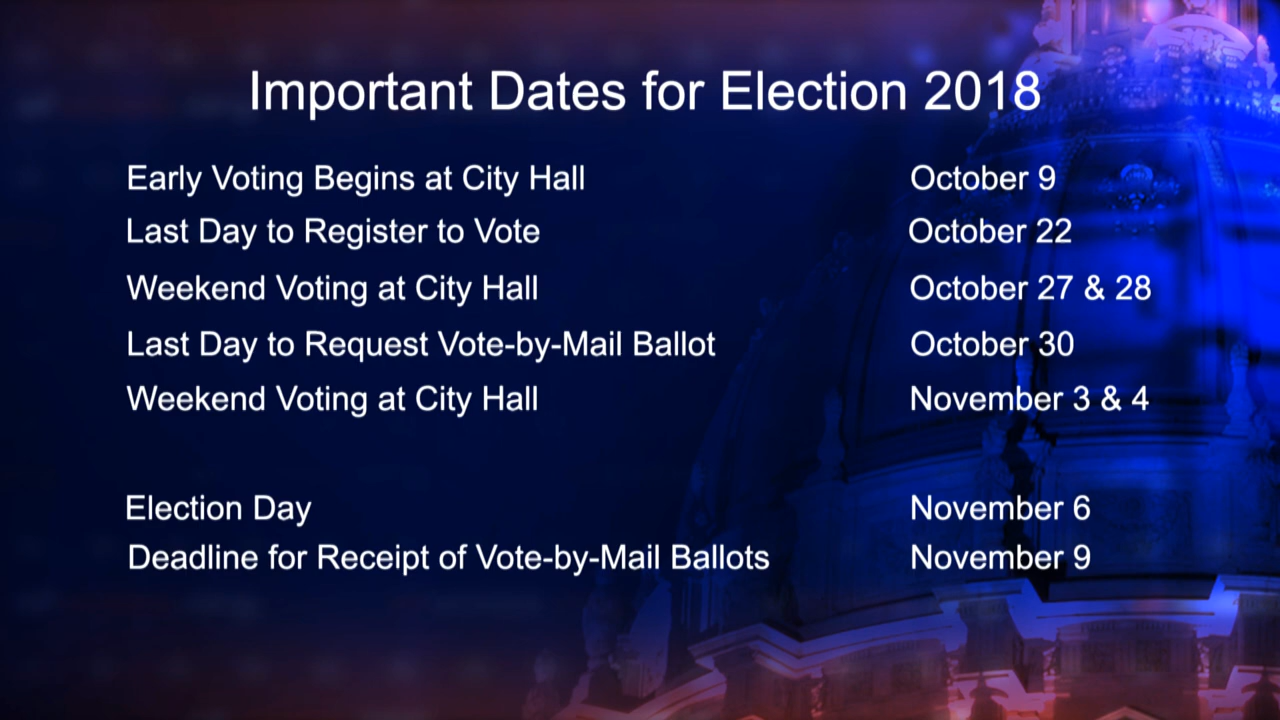 Important Dates for Election 2018
Early Voting Begins at City Hall October 9
Last Day to Register to Vote October 22
Weekend Voting at City Hall October 27 & 28
Last Day to Request Vote-by-Mail Ballot October 30
Weekend Voting at City Hall November 3 & 4
Election Day November 6
Deadline for Receipt of Vote-by-Mail Ballots November 9